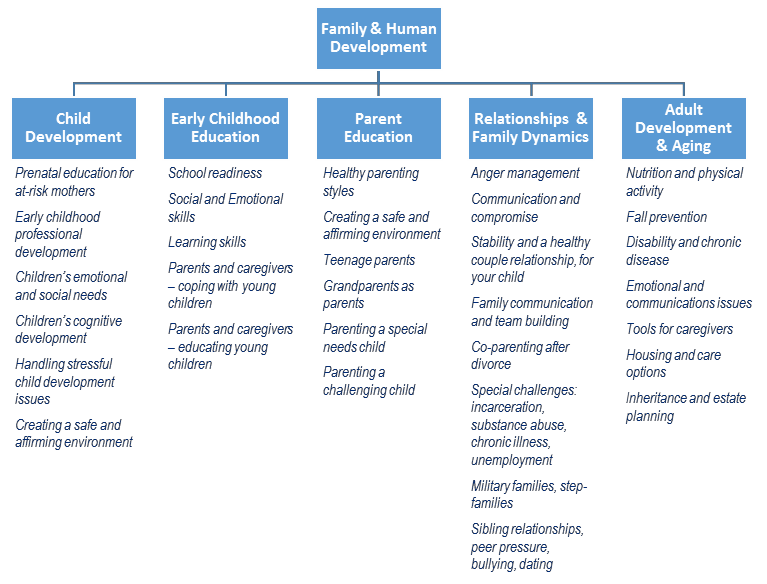 Family & Human
Development
Child
Development
Prenatal education for
at-risk mothers
Early childhood
professional
development
Children's emotional
and social needs
Children's cognitive
development
Handling stressful
child development
issues
Creating a safe and
affirming environment
Early Childhood
Education
School readiness
Social and Emotional
skills
Learning skills
Parents and caregivers
– coping with young
children
Parents and caregivers
– educating young
children
Parent
Education
Healthy parenting
styles
Creating a safe and
affirming environment
Teenage parents
Grandparents as
parents
Parenting a special
needs child
Parenting a
challenging child
Relationships &
Family Dynamics
Anger management
Communication and
compromise
Stability and a healthy
couple relationship, for
your child
Family communication
and team building
Co-parenting after
divorce
Special challenges:
incarceration,
substance abuse,
chronic illness,
unemployment
Military families, step-
families
Sibling relationships,
peer pressure,
bullying, dating
Adult
Development
& Aging
Nutrition and physical
activity
Fall prevention
Disability and chronic
disease
Emotional and
communications issues
Tools for caregivers
Housing and care
options
Inheritance and estate
planning